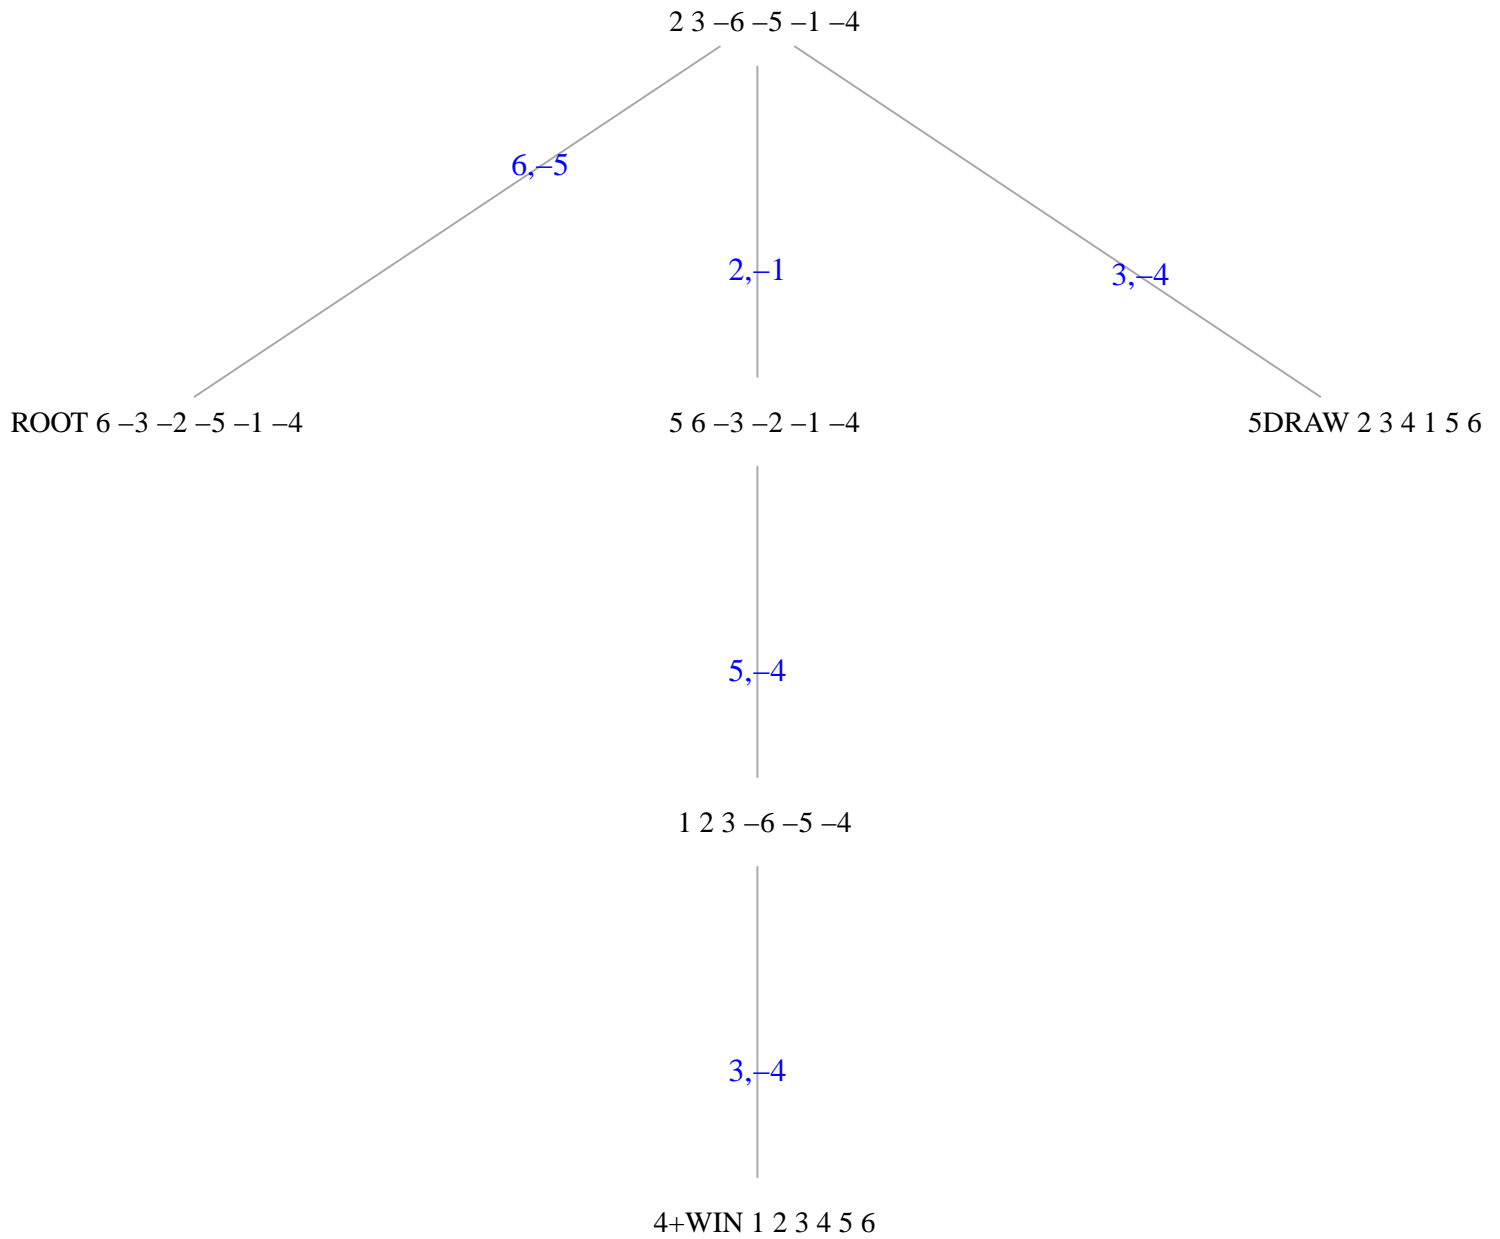 2 3 –6 –5 –1 –4
6,–5
2,–1
3,–4
ROOT 6 –3 –2 –5 –1 –4
5 6 –3 –2 –1 –4
5DRAW 2 3 4 1 5 6
5,–4
1 2 3 –6 –5 –4
3,–4
4+WIN 1 2 3 4 5 6